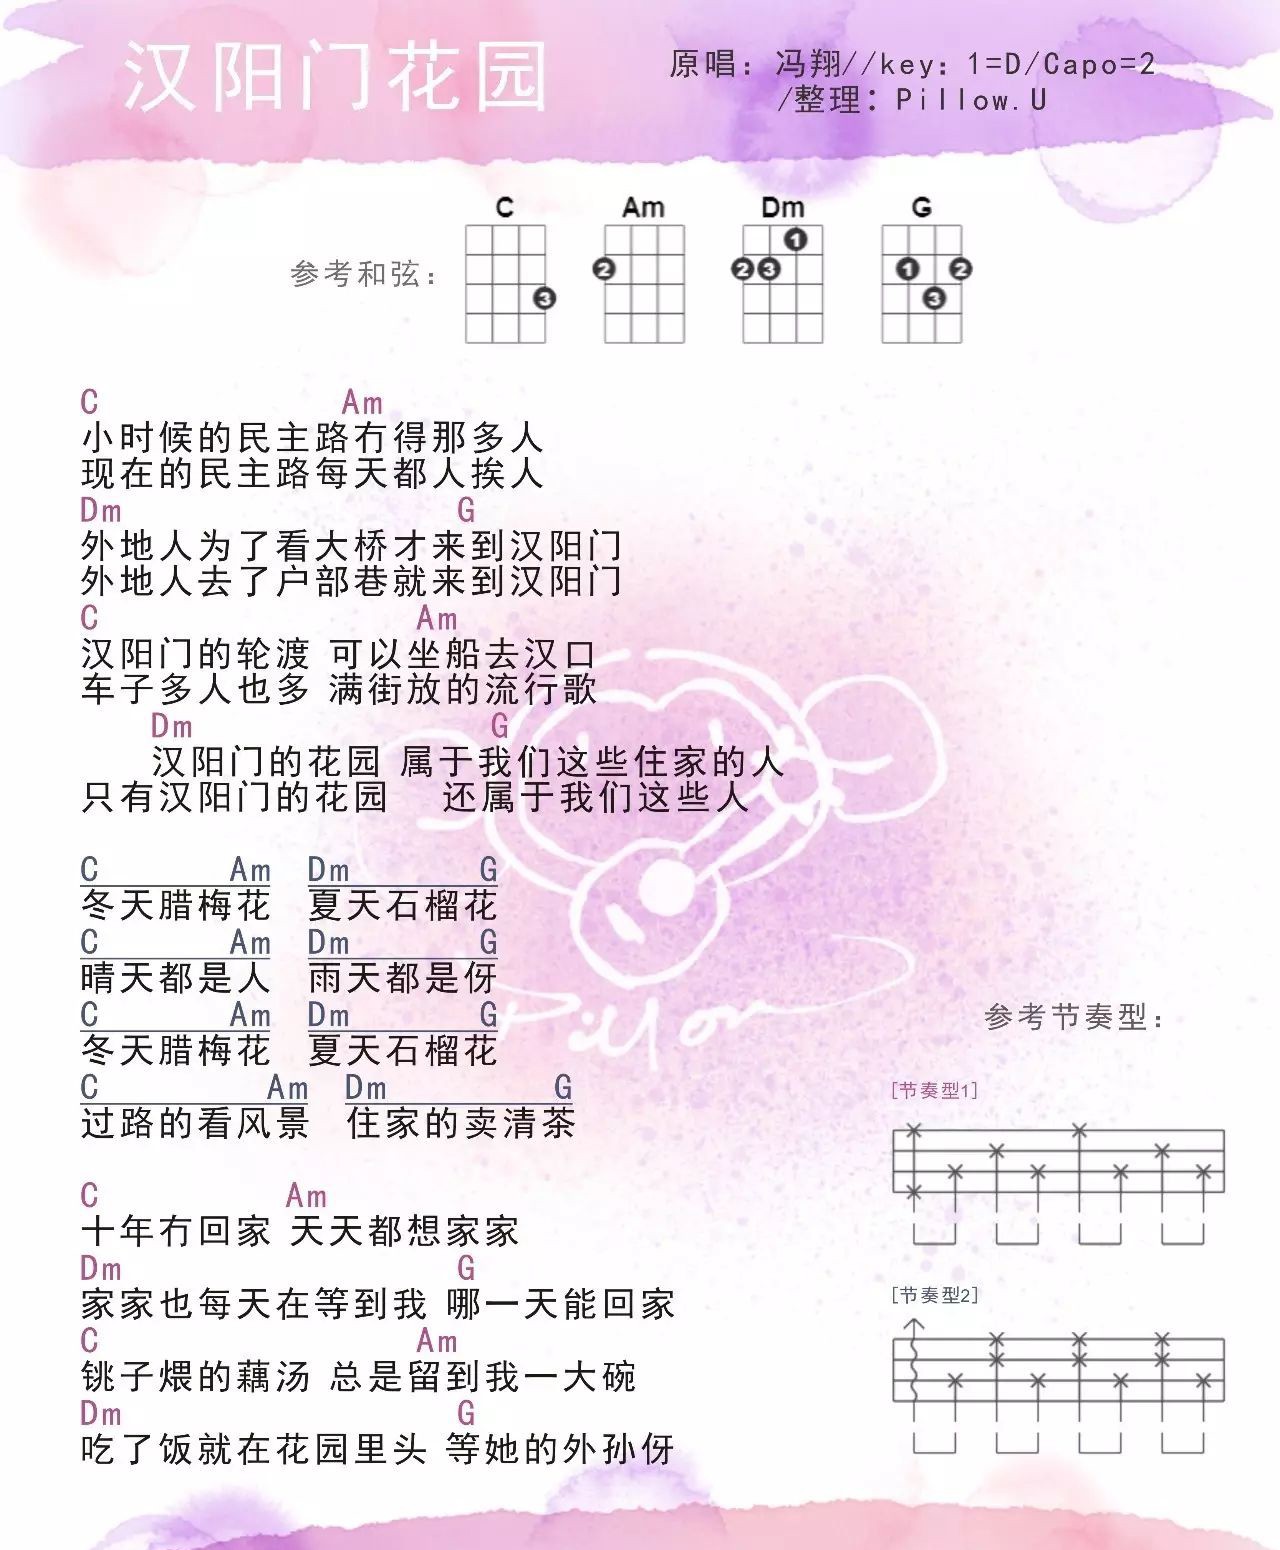 汉阳门花园
原唱：冯翔//key：1=D/Capo=2
/整理：Pillow.U
C Am Dm G
参考和弦：
3 2 2 3 1 1 3 2
C Am
小时候的民主路冇得那多人
现在的民主路每天都人挨人
Dm G
外地人为了看大桥才来到汉阳门
外地人去了户部巷就来到汉阳门
C Am
汉阳门的轮渡 可以坐船去汉口
车子多人也多 满街放的流行歌
Dm G
汉阳门的花园 属于我们这些住家的人
只有汉阳门的花园 还属于我们这些人
C Am Dm G
冬天腊梅花 夏天石榴花
C Am Dm G
晴天都是人 雨天都是伢
C Am Dm G
冬天腊梅花 夏天石榴花
C Am Dm G
过路的看风景 住家的卖清茶
Pillow
参考节奏型：
[节奏型1]
[节奏型2]
C Am
十年冇回家 天天都想家家
Dm G
家家也每天在等到我 哪一天能回家
C Am
铫子煨的藕汤 总是留到我一大碗
Dm G
吃了饭就在花园里头 等她的外孙伢